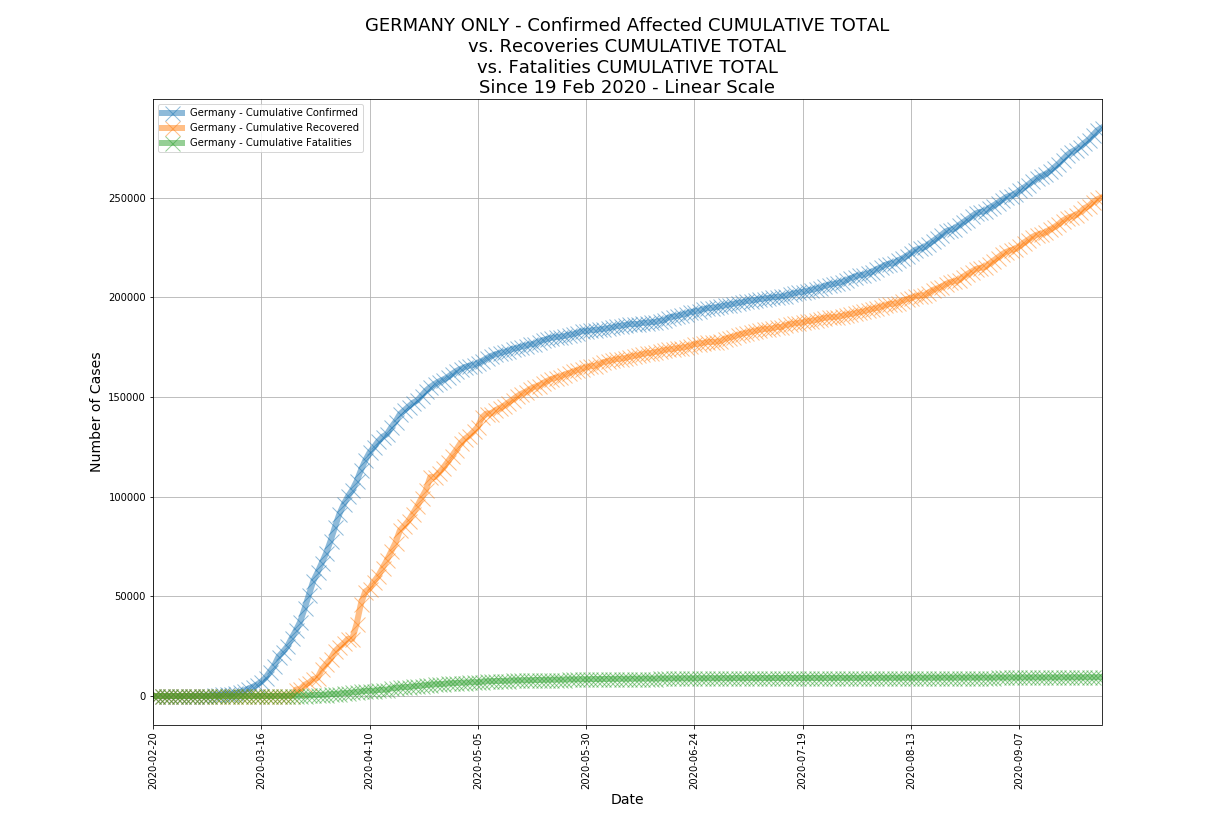 GERMANY ONLY - Confirmed Affected CUMULATIVE TOTAL
vs. Recoveries CUMULATIVE TOTAL
vs. Fatalities CUMULATIVE TOTAL
Since 19 Feb 2020 - Linear Scale
Germany - Cumulative Confirmed
Germany - Cumulative Recovered
Germany - Cumulative Fatalities
Number of Cases
250000
200000
150000
100000
50000
0
2020-02-20
2020-03-16
2020-04-10
2020-05-05
2020-05-30
2020-06-24
2020-07-19
2020-08-13
2020-09-07
Date